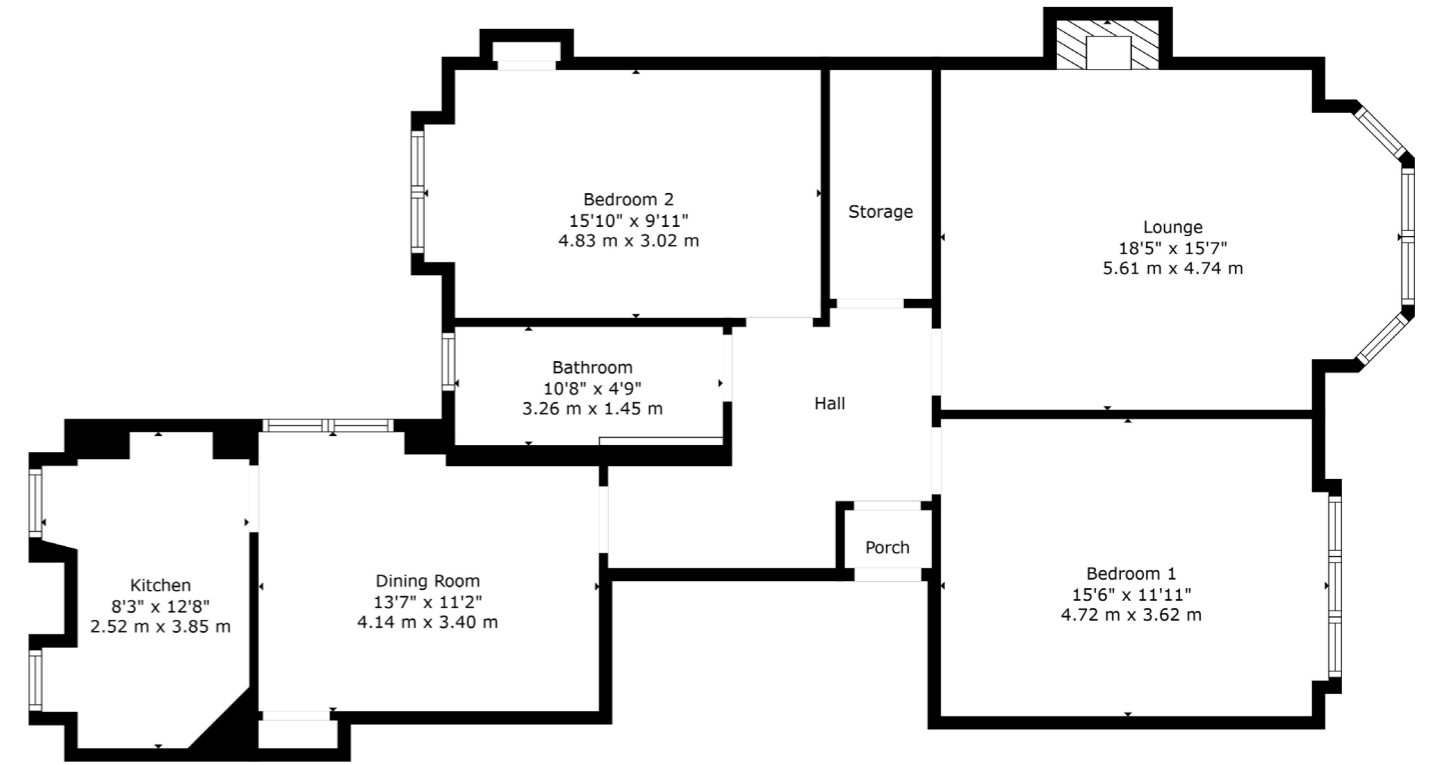 Bedroom 2
15'10" x 9'11"
4.83 m x 3.02 m
Storage
Lounge
18'5" x 15'7"
5.61 m x 4.74 m
Bathroom
10'8" x 4'9"
3.26 m x 1.45 m
Hall
Porch
Kitchen
8'3" x 12'8"
2.52 m x 3.85 m
Dining Room
13'7" x 11'2"
4.14 m x 3.40 m
Bedroom 1
15'6" x 11'11"
4.72 m x 3.62 m